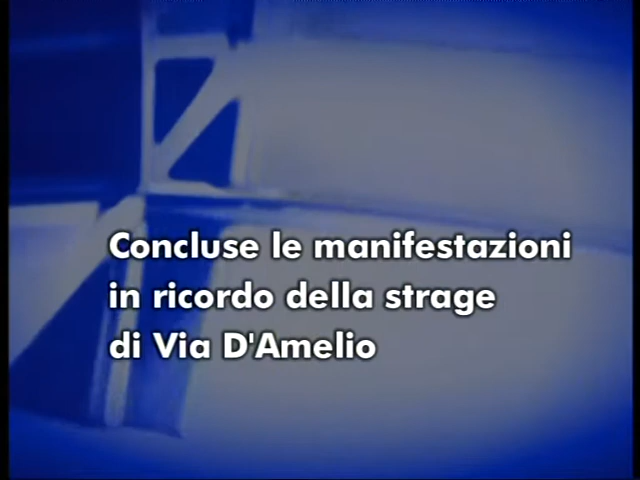 Concluse le manifestazioni
in ricordo della strage
di Via D'Amelio